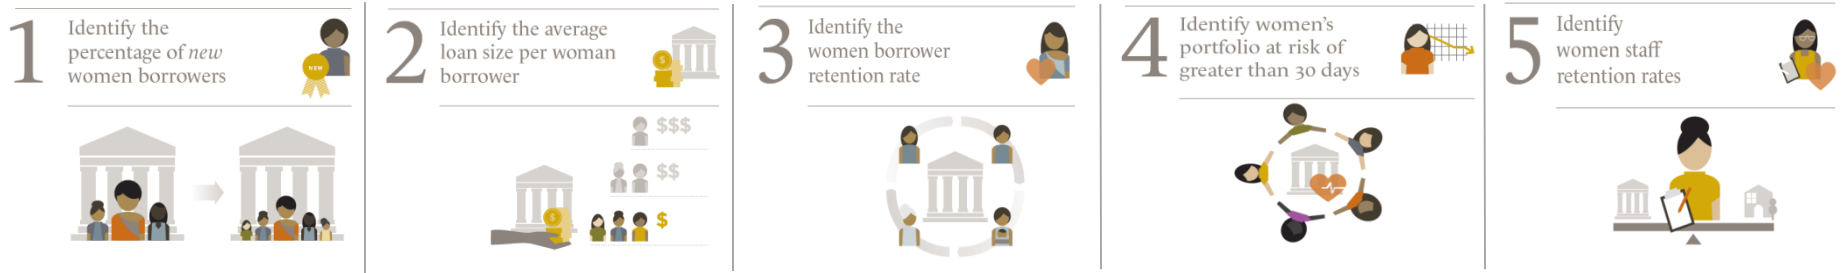 1
Identify the
percentage of new
women borrowers
NEW
2
Identify the average
loan size per woman
borrower
$
$$$
$$
$
$
3
Identify the
women borrower
retention rate
4
Identify women's
portfolio at risk of
greater than 30 days
5
Identify
women staff
retention rates